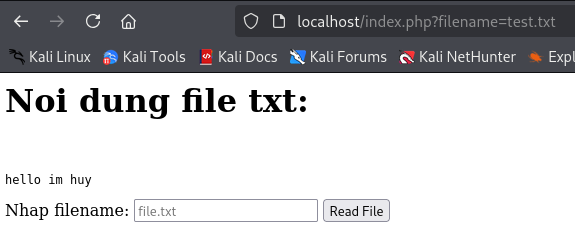 localhost/index.php?filename=test.txt
Kali Linux Kali Tools Kali Docs Kali Forums Kali NetHunter Expl
Noi dung file txt:
hello im huy
Nhap filename: file.txt Read File